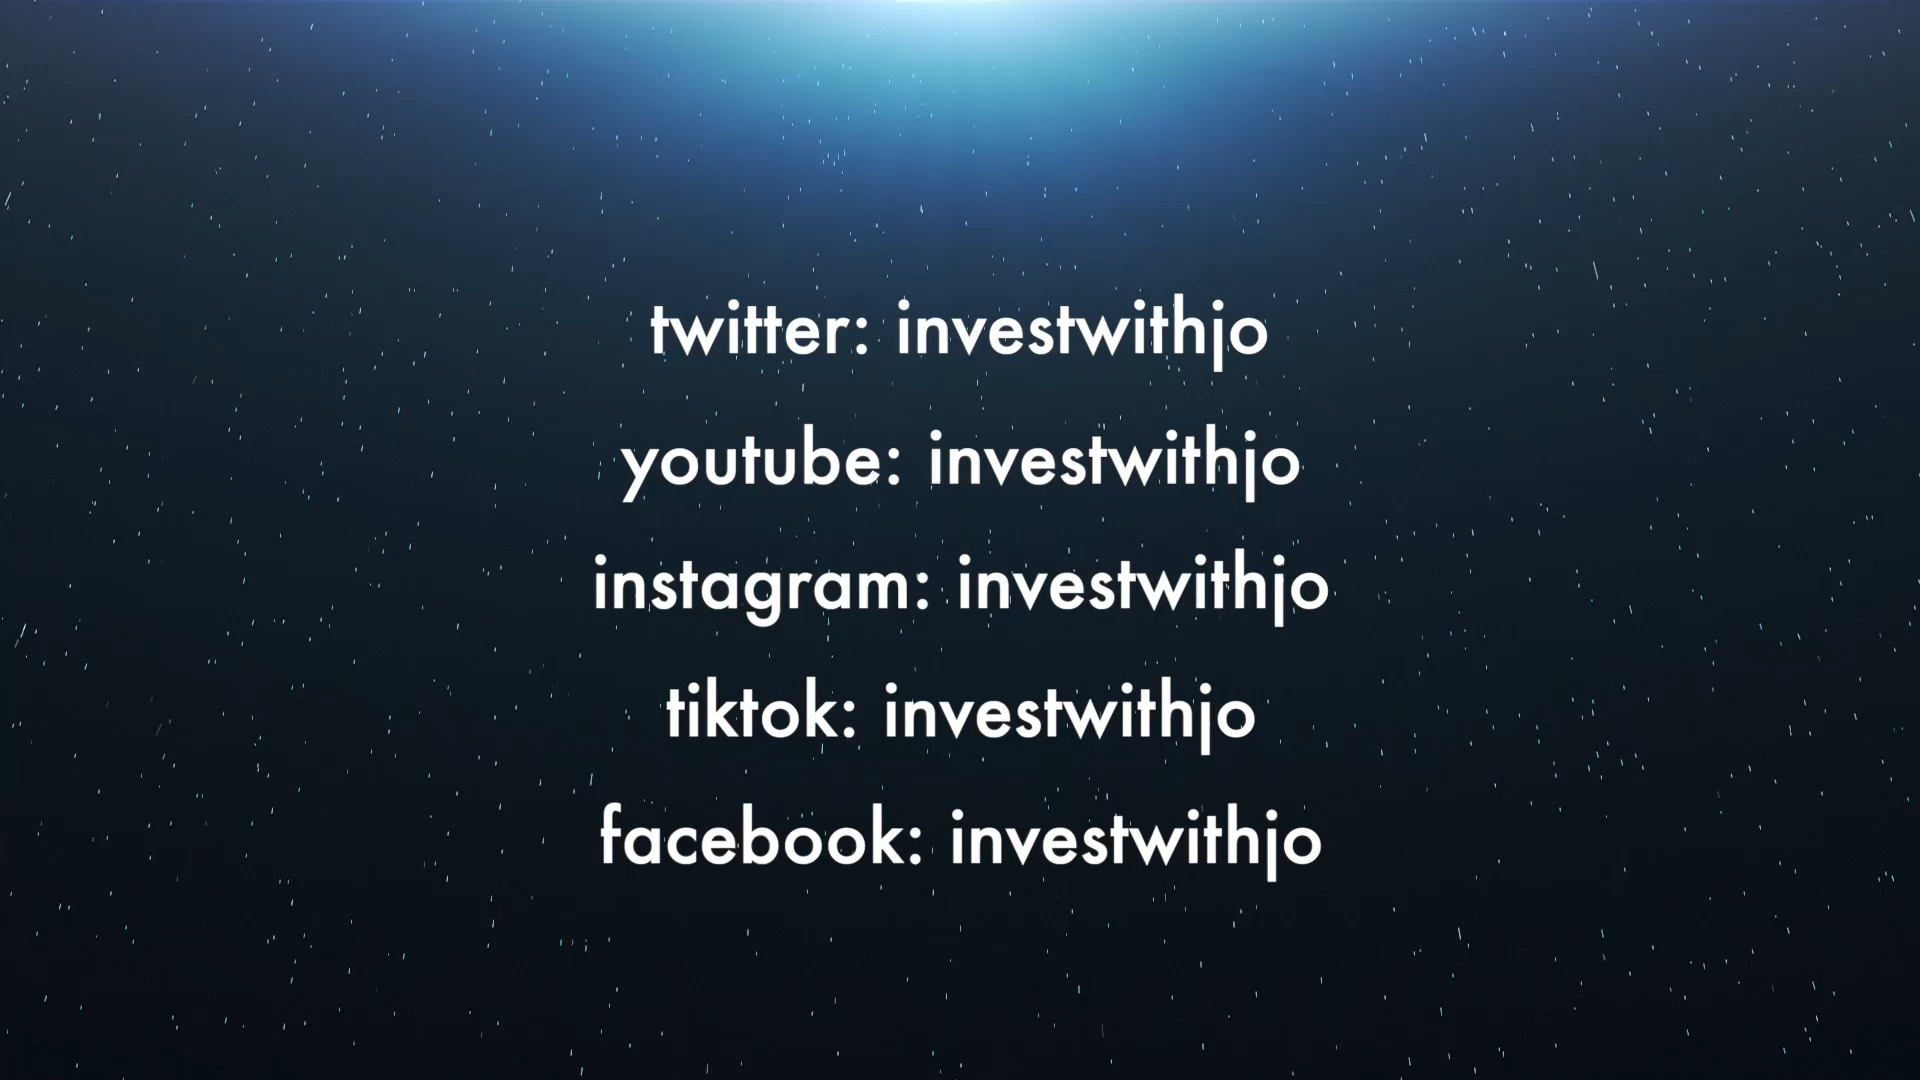 twitter: investwithjo
youtube: investwithjo
instagram: investwithjo
tiktok: investwithjo
facebook: investwithjo